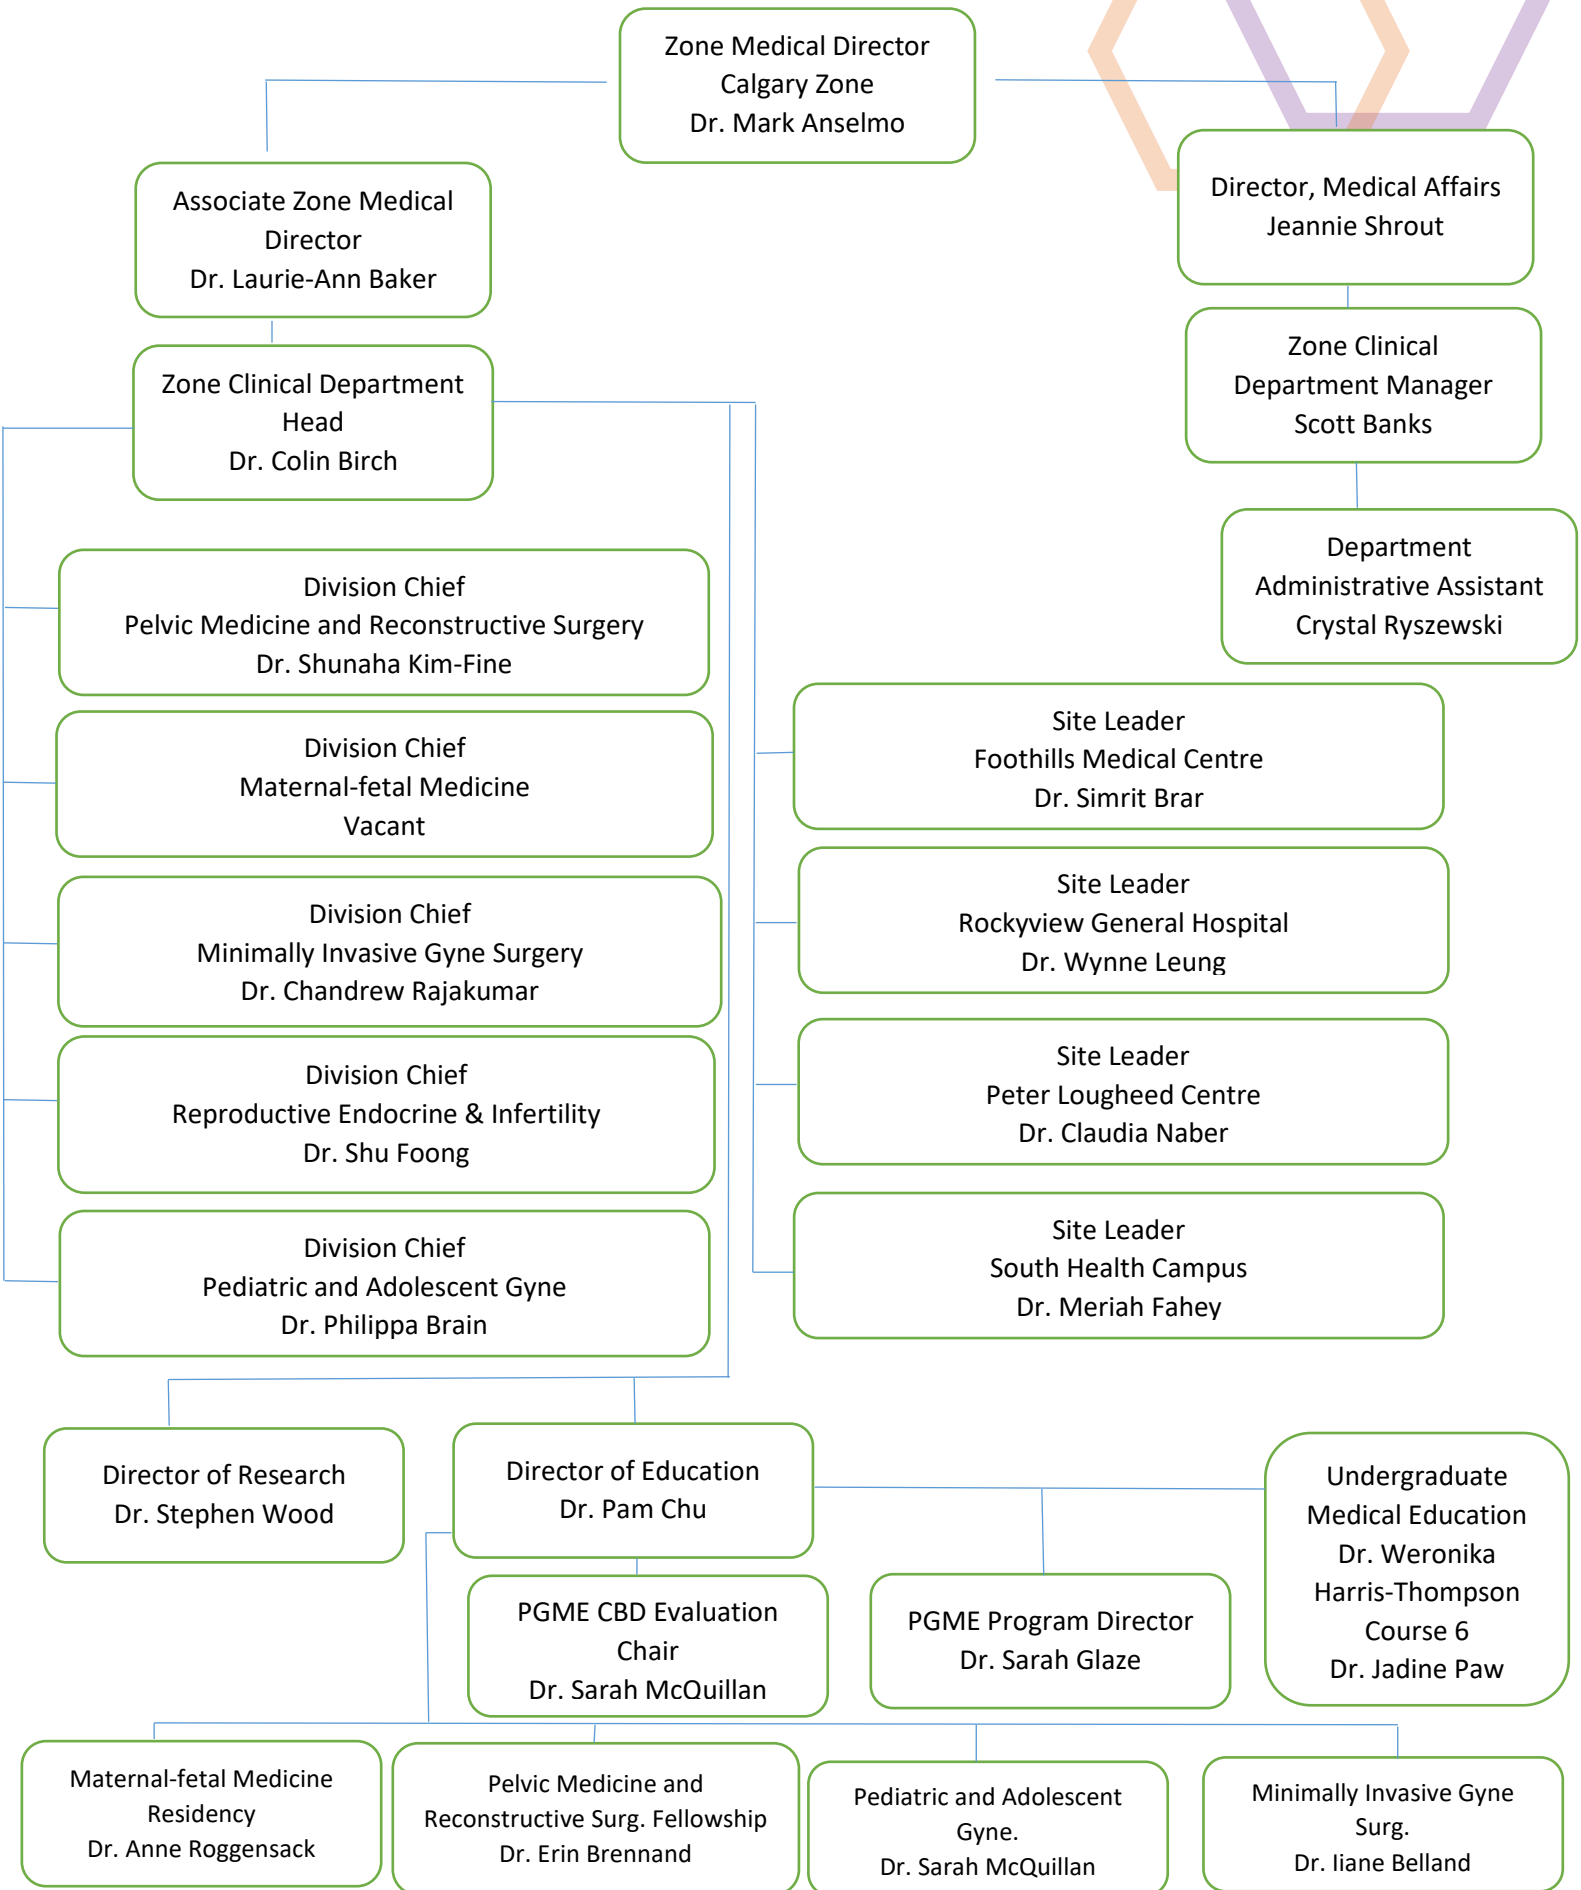 Zone Medical Director
Calgary Zone
Dr. Mark Anselmo
Associate Zone Medical
Director
Dr. Laurie-Ann Baker
Director, Medical Affairs
Jeannie Shrout
Zone Clinical Department
Head
Dr. Colin Birch
Zone Clinical
Department Manager
Scott Banks
Department
Administrative Assistant
Crystal Ryszewski
Division Chief
Pelvic Medicine and Reconstructive Surgery
Dr. Shunaha Kim-Fine
Division Chief
Maternal-fetal Medicine
Vacant
Division Chief
Minimally Invasive Gyne Surgery
Dr. Chandrew Rajakumar
Division Chief
Reproductive Endocrine & Infertility
Dr. Shu Foong
Division Chief
Pediatric and Adolescent Gyne
Dr. Philippa Brain
Site Leader
Foothills Medical Centre
Dr. Simrit Brar
Site Leader
Rockyview General Hospital
Dr. Wynne Leung
Site Leader
Peter Lougheed Centre
Dr. Claudia Naber
Site Leader
South Health Campus
Dr. Meriah Fahey
Director of Research
Dr. Stephen Wood
Director of Education
Dr. Pam Chu
Undergraduate
Medical Education
Dr. Weronika
Harris-Thompson
Course 6
Dr. Jadine Paw
PGME CBD Evaluation
Chair
Dr. Sarah McQuillan
PGME Program Director
Dr. Sarah Glaze
Maternal-fetal Medicine
Residency
Dr. Anne Roggensack
Pelvic Medicine and
Reconstructive Surg. Fellowship
Dr. Erin Brennand
Pediatric and Adolescent
Gyne.
Dr. Sarah McQuillan
Minimally Invasive Gyne
Surg.
Dr. liane Belland